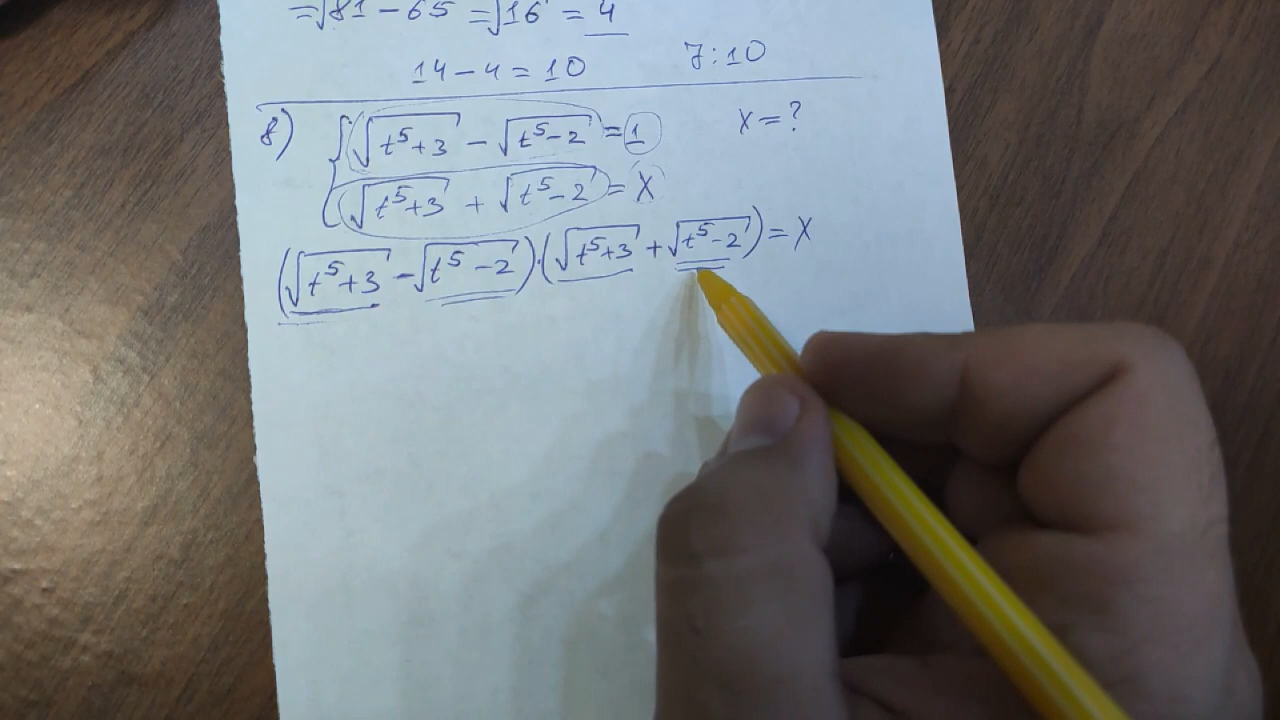 =√81 − 65 = √16 = 4
14 − 4 = 10 7:10
8) { √t⁵+3 − √t⁵−2 = 1 x = ?
√t⁵+3 + √t⁵−2 = x
(√t⁵+3 − √t⁵−2)·(√t⁵+3 + √t⁵−2) = x